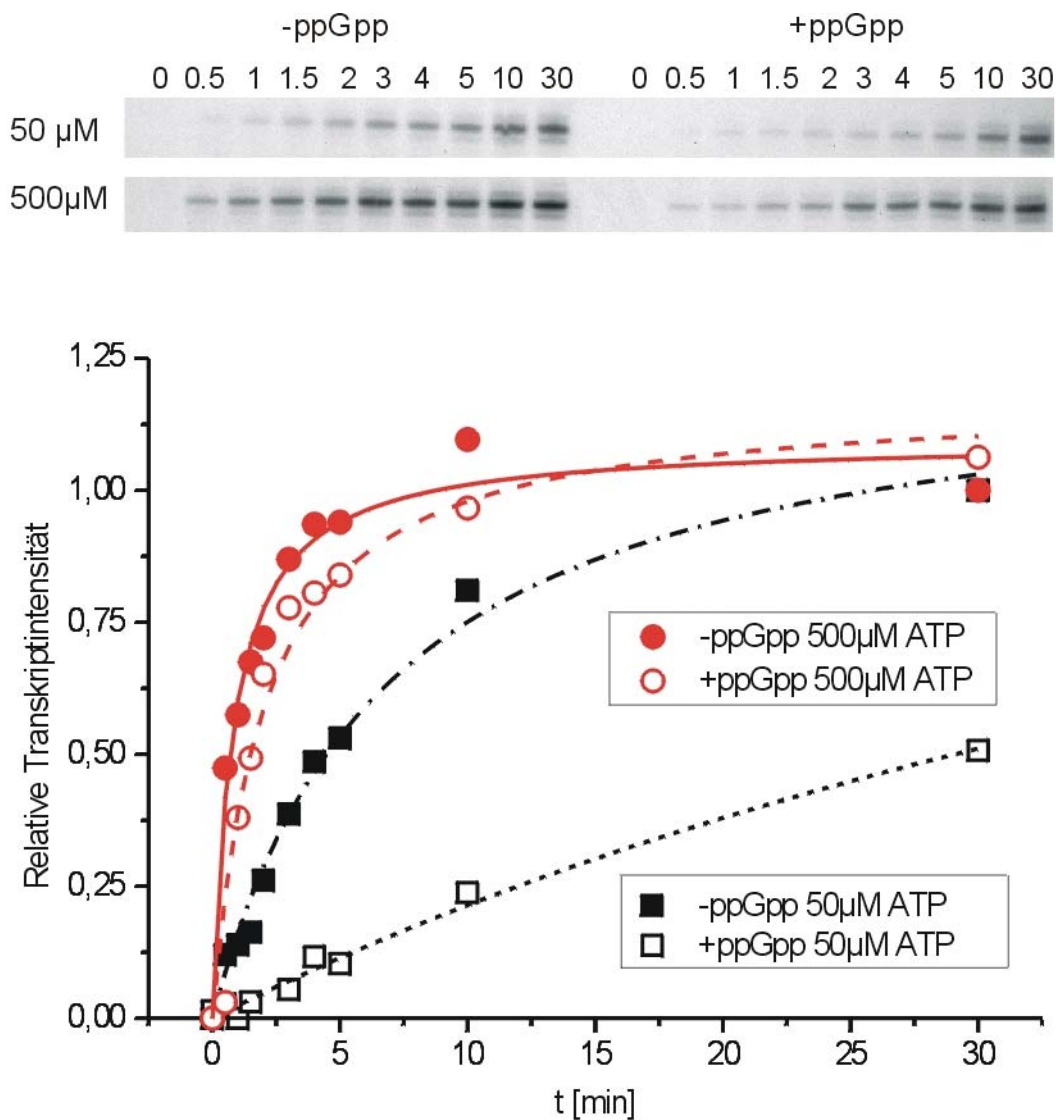 -ppGpp +ppGpp
0 0.5 1 1.5 2 3 4 5 10 30 0 0.5 1 1.5 2 3 4 5 10 30
50 µM
500µM
1,25
1,00
0,75
0,50
0,25
0,00
Relative Transkriptintensität
-ppGpp 500µM ATP
+ppGpp 500µM ATP
-ppGpp 50µM ATP
+ppGpp 50µM ATP
0 5 10 15 20 25 30
t [min]